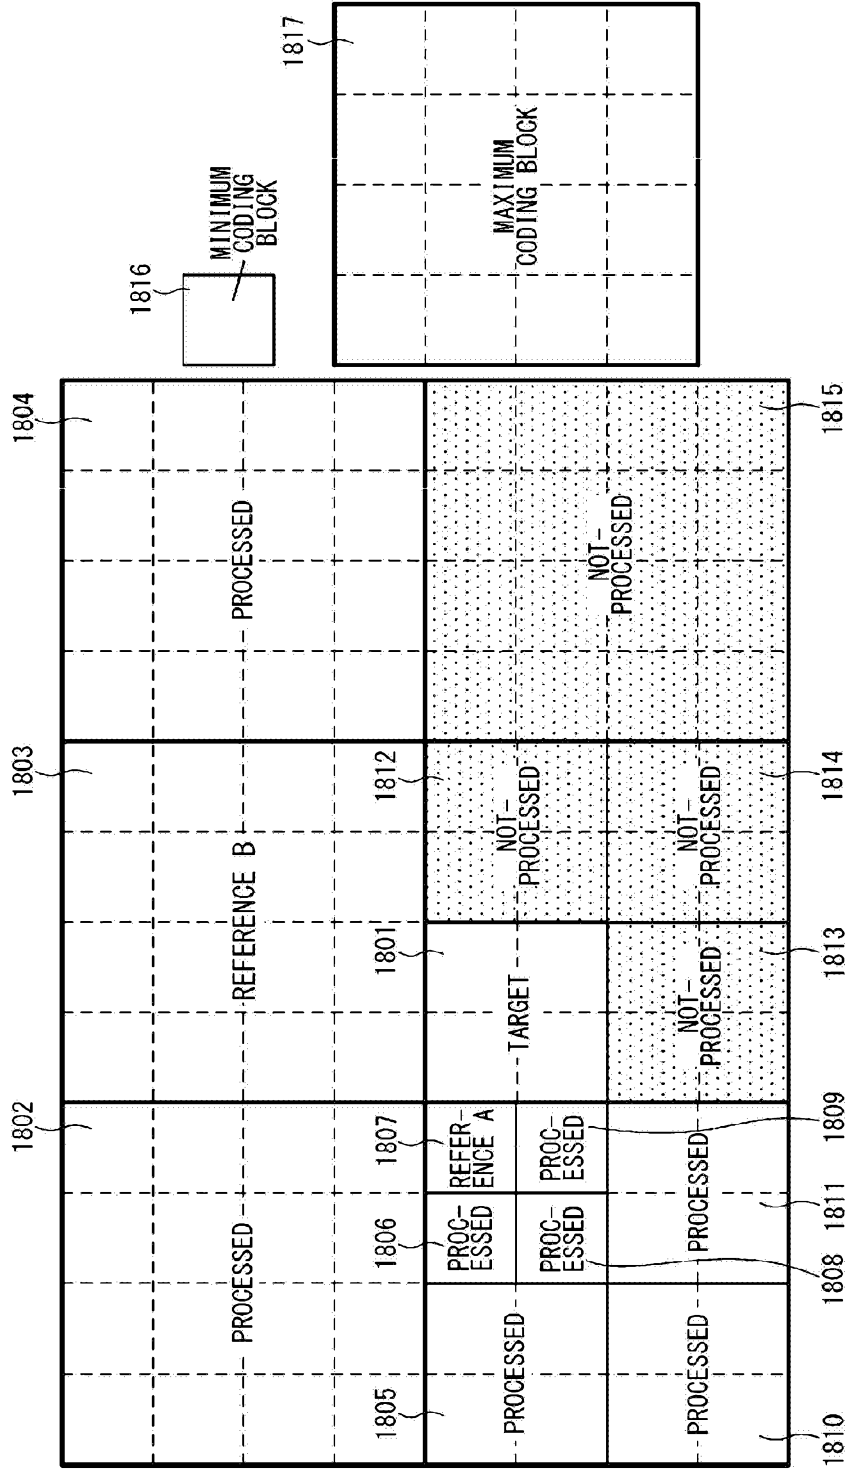 1802
1803
1804
1816
MINIMUM
CODING
BLOCK
1817
PROCESSED
REFERENCE B
PROCESSED
1805
1806
1807
1801
1812
PROCESSED
PROC-
ESSED
REFER-
ENCE A
TARGET
NOT-
PROCESSED
MAXIMUM
CODING BLOCK
PROC-
ESSED
PROC-
ESSED
NOT-
PROCESSED
PROCESSED
PROCESSED
NOT-
PROCESSED
NOT-
PROCESSED
1810
1808
1811
1809
1813
1814
1815